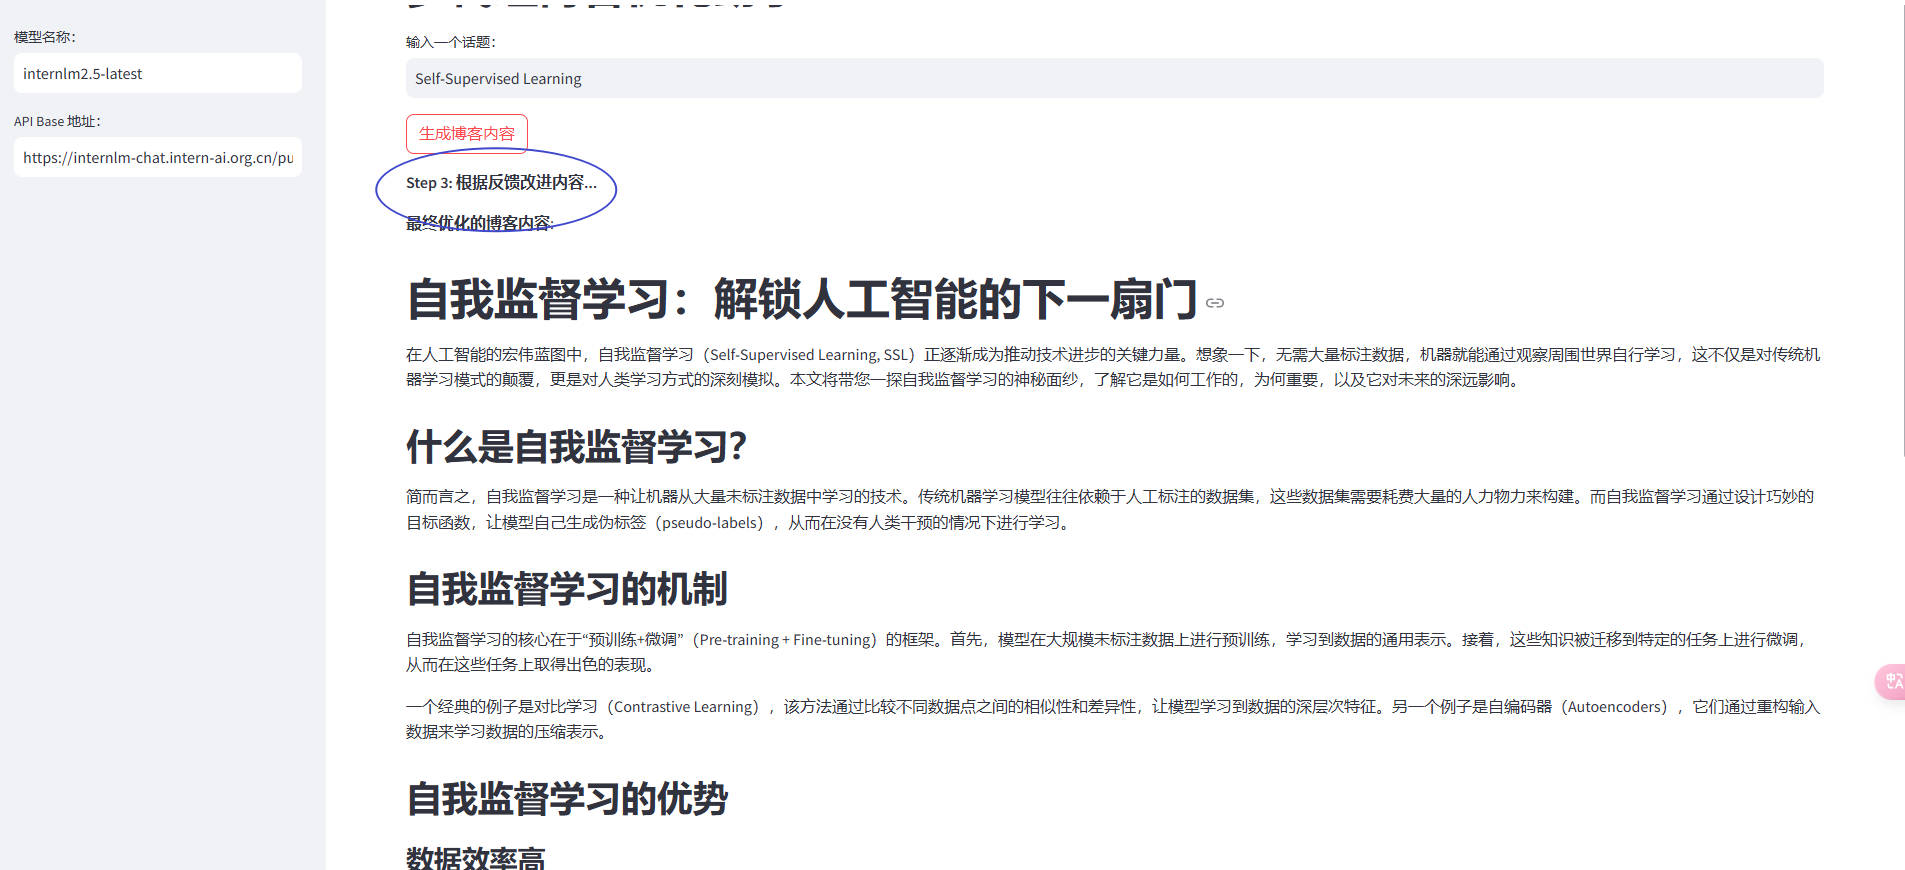 模型名称：
internlm2.5-latest
API Base 地址：
https://internlm-chat.intern-ai.org.cn/pu
输入一个话题：
Self-Supervised Learning
生成博客内容
Step 3: 根据反馈改进内容...
最终优化的博客内容:
自我监督学习：解锁人工智能的下一扇门
在人工智能的宏伟蓝图中，自我监督学习（Self-Supervised Learning, SSL）正逐渐成为推动技术进步的关键力量。想象一下，无需大量标注数据，机器就能通过观察周围世界自行学习，这不仅是对传统机
器学习模式的颠覆，更是对人类学习方式的深刻模拟。本文将带您一探自我监督学习的神秘面纱，了解它是如何工作的，为何重要，以及它对未来的深远影响。
什么是自我监督学习？
简而言之，自我监督学习是一种让机器从大量未标注数据中学习的技术。传统机器学习模型往往依赖于人工标注的数据集，这些数据集需要耗费大量的人力物力来构建。而自我监督学习通过设计巧妙的
目标函数，让模型自己生成伪标签（pseudo-labels），从而在没有人类干预的情况下进行学习。
自我监督学习的机制
自我监督学习的核心在于“预训练+微调”（Pre-training + Fine-tuning）的框架。首先，模型在大规模未标注数据上进行预训练，学习到数据的通用表示。接着，这些知识被迁移到特定的任务上进行微调，
从而在这些任务上取得出色的表现。
一个经典的例子是对比学习（Contrastive Learning），该方法通过比较不同数据点之间的相似性和差异性，让模型学习到数据的深层次特征。另一个例子是自编码器（Autoencoders），它们通过重构输入
数据来学习数据的压缩表示。
自我监督学习的优势
数据效率高